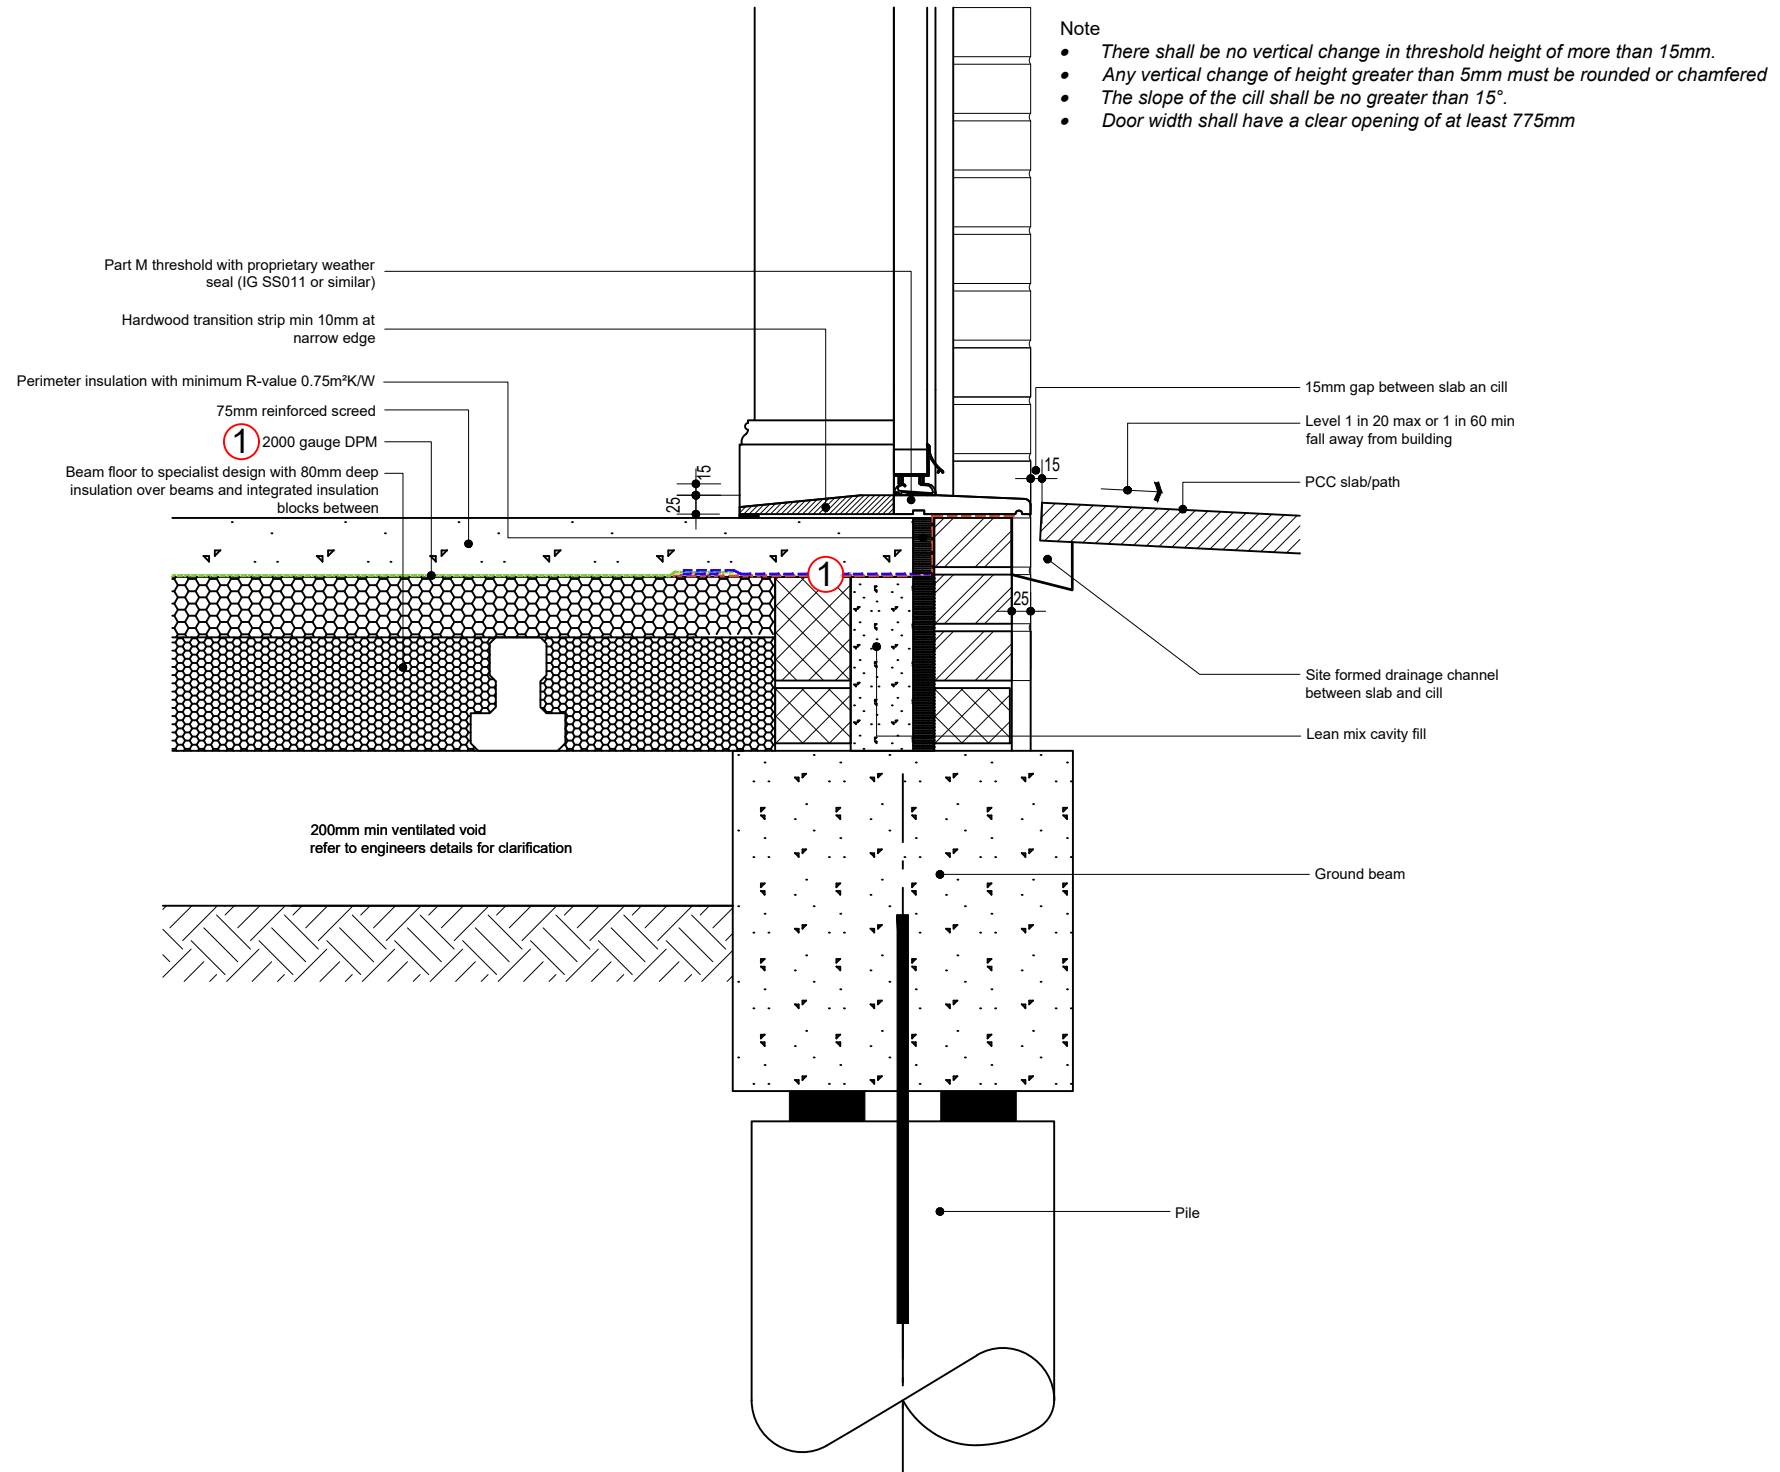 Note
• There shall be no vertical change in threshold height of more than 15mm.
• Any vertical change of height greater than 5mm must be rounded or chamfered
• The slope of the cill shall be no greater than 15°.
• Door width shall have a clear opening of at least 775mm
Part M threshold with proprietary weather
seal (IG SS011 or similar)
Hardwood transition strip min 10mm at
narrow edge
Perimeter insulation with minimum R-value 0.75m²K/W
75mm reinforced screed
1 2000 gauge DPM
Beam floor to specialist design with 80mm deep
insulation over beams and integrated insulation
blocks between
15
25
1
15mm gap between slab an cill
Level 1 in 20 max or 1 in 60 min
fall away from building
15
PCC slab/path
25
Site formed drainage channel
between slab and cill
Lean mix cavity fill
200mm min ventilated void
refer to engineers details for clarification
Ground beam
Pile